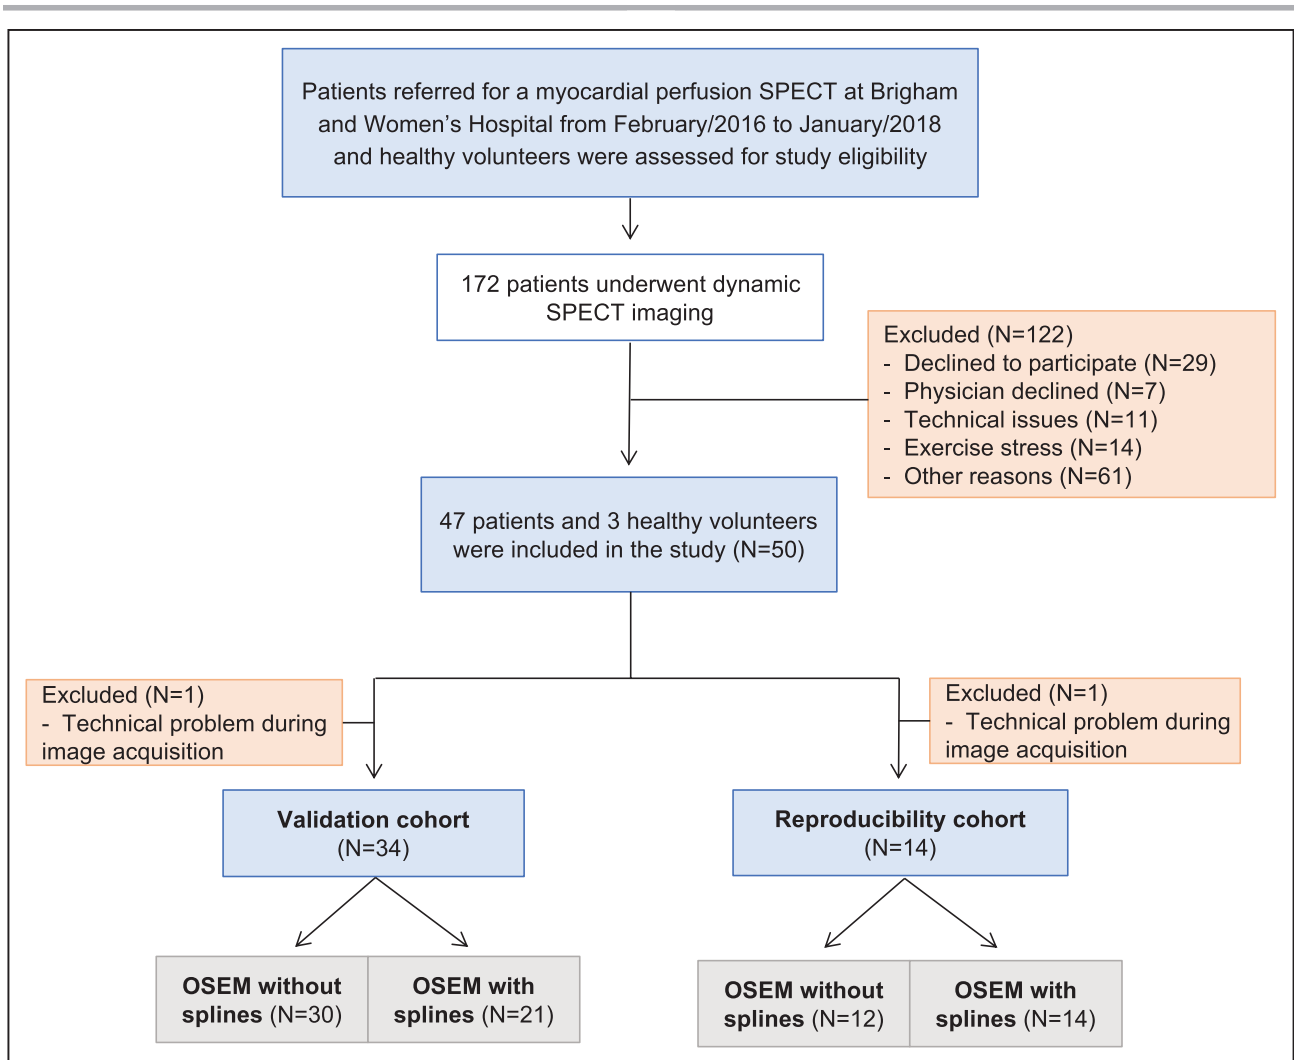 Patients referred for a myocardial perfusion SPECT at Brigham
and Women's Hospital from February/2016 to January/2018
and healthy volunteers were assessed for study eligibility
172 patients underwent dynamic
SPECT imaging
Excluded (N=122)
- Declined to participate (N=29)
- Physician declined (N=7)
- Technical issues (N=11)
- Exercise stress (N=14)
- Other reasons (N=61)
47 patients and 3 healthy volunteers
were included in the study (N=50)
Excluded (N=1)
- Technical problem during
image acquisition
Excluded (N=1)
- Technical problem during
image acquisition
Validation cohort
(N=34)
Reproducibility cohort
(N=14)
OSEM without
splines (N=30)
OSEM with
splines (N=21)
OSEM without
splines (N=12)
OSEM with
splines (N=14)